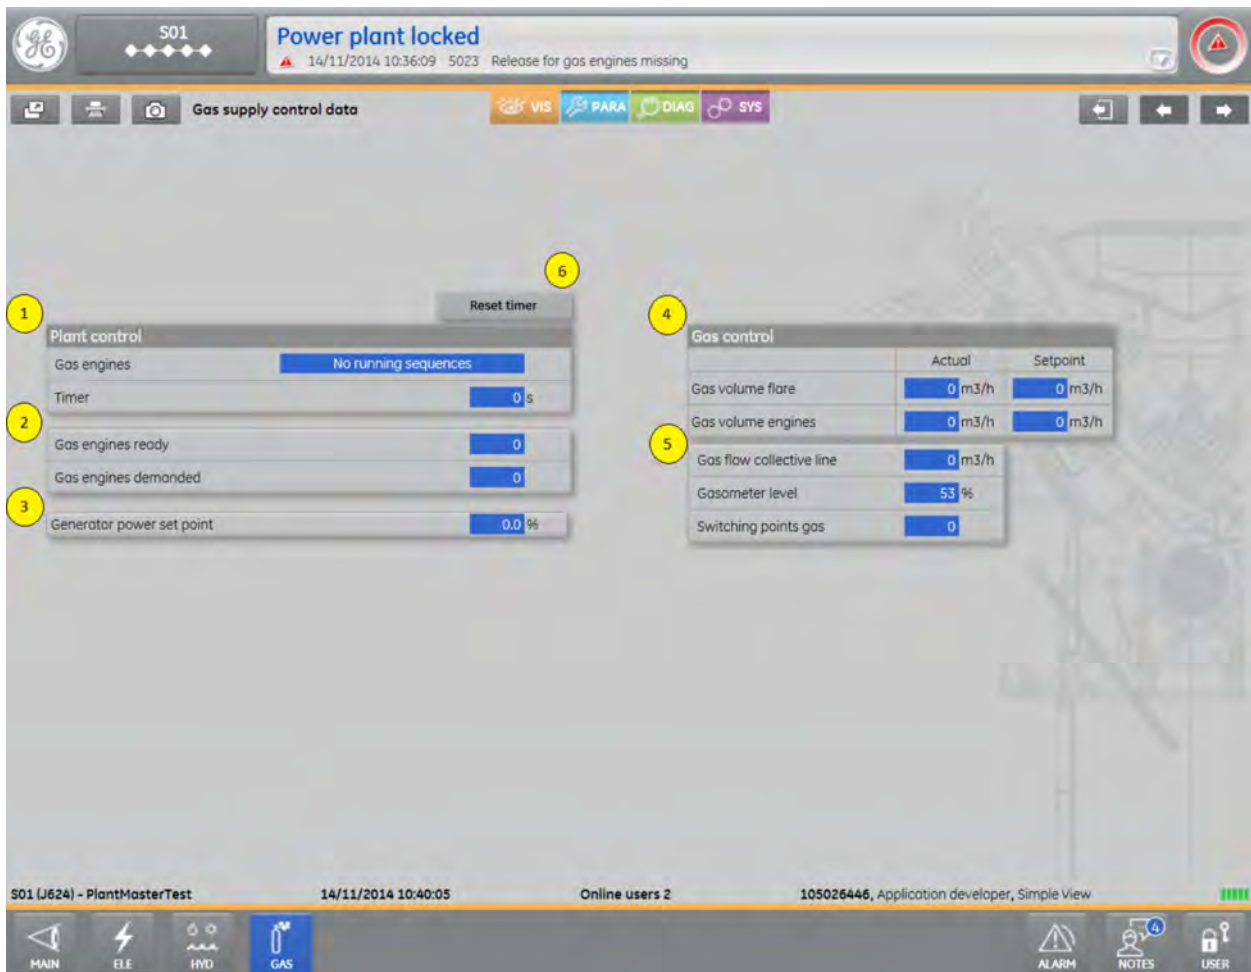 S01
Power plant locked
14/11/2014 10:36:09 5023 Release for gas engines missing
Gas supply control data
VIS PARA DIAG SYS
6
Reset timer
1
Plant control
Gas engines No running sequences
Timer 0 s
2
Gas engines ready 0
Gas engines demanded 0
3
Generator power set point 0.0 %
4
Gas control
Actual Setpoint
Gas volume flare 0 m3/h 0 m3/h
Gas volume engines 0 m3/h 0 m3/h
5
Gas flow collective line 0 m3/h
Gasometer level 53 %
Switching points gas 0
S01 (J624) - PlantMasterTest 14/11/2014 10:40:05 Online users 2 105026446, Application developer, Simple View
MAIN ELE HYD GAS ALARM 4 NOTES USER